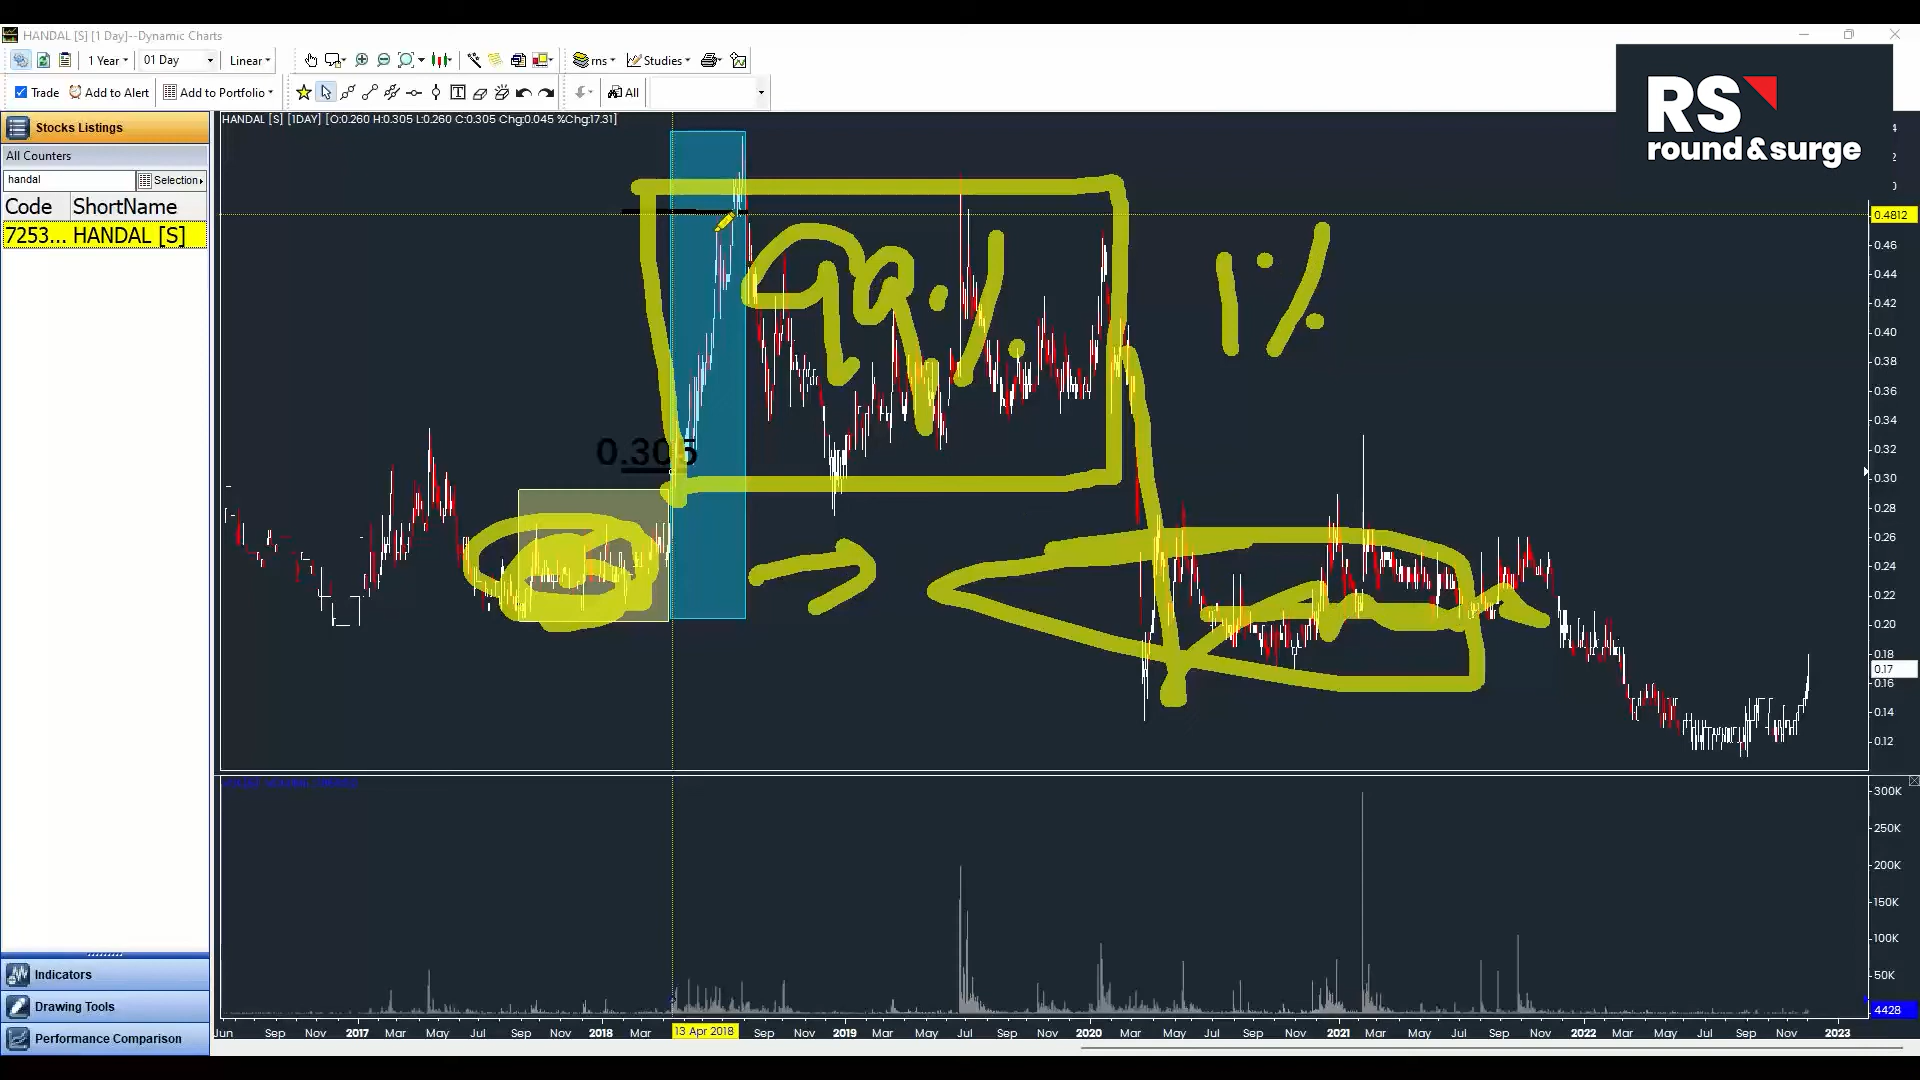 HANDAL [S] [1 Day]--Dynamic Charts
1 Year 01 Day Linear rns Studies
Trade Add to Alert Add to Portfolio All
RS
round&surge
Stocks Listings
All Counters
handal Selection
Code ShortName
7253... HANDAL [S]
HANDAL [S] [1DAY] [O:0.260 H:0.305 L:0.260 C:0.305 Chg:0.045 %Chg:17.31]
99%
1%
0.305
4
2
0
0.4812
0.46
0.44
0.42
0.40
0.38
0.36
0.34
0.32
0.30
0.28
0.26
0.24
0.22
0.20
0.18
0.17
0.16
0.14
0.12
300K
250K
200K
150K
100K
50K
4428
Jun Sep Nov 2017 Mar May Jul Sep Nov 2018 Mar 13 Apr 2018 Sep Nov 2019 Mar May Jul Sep Nov 2020 Mar May Jul Sep Nov 2021 Mar May Jul Sep Nov 2022 Mar May Jul Sep Nov 2023
Indicators
Drawing Tools
Performance Comparison